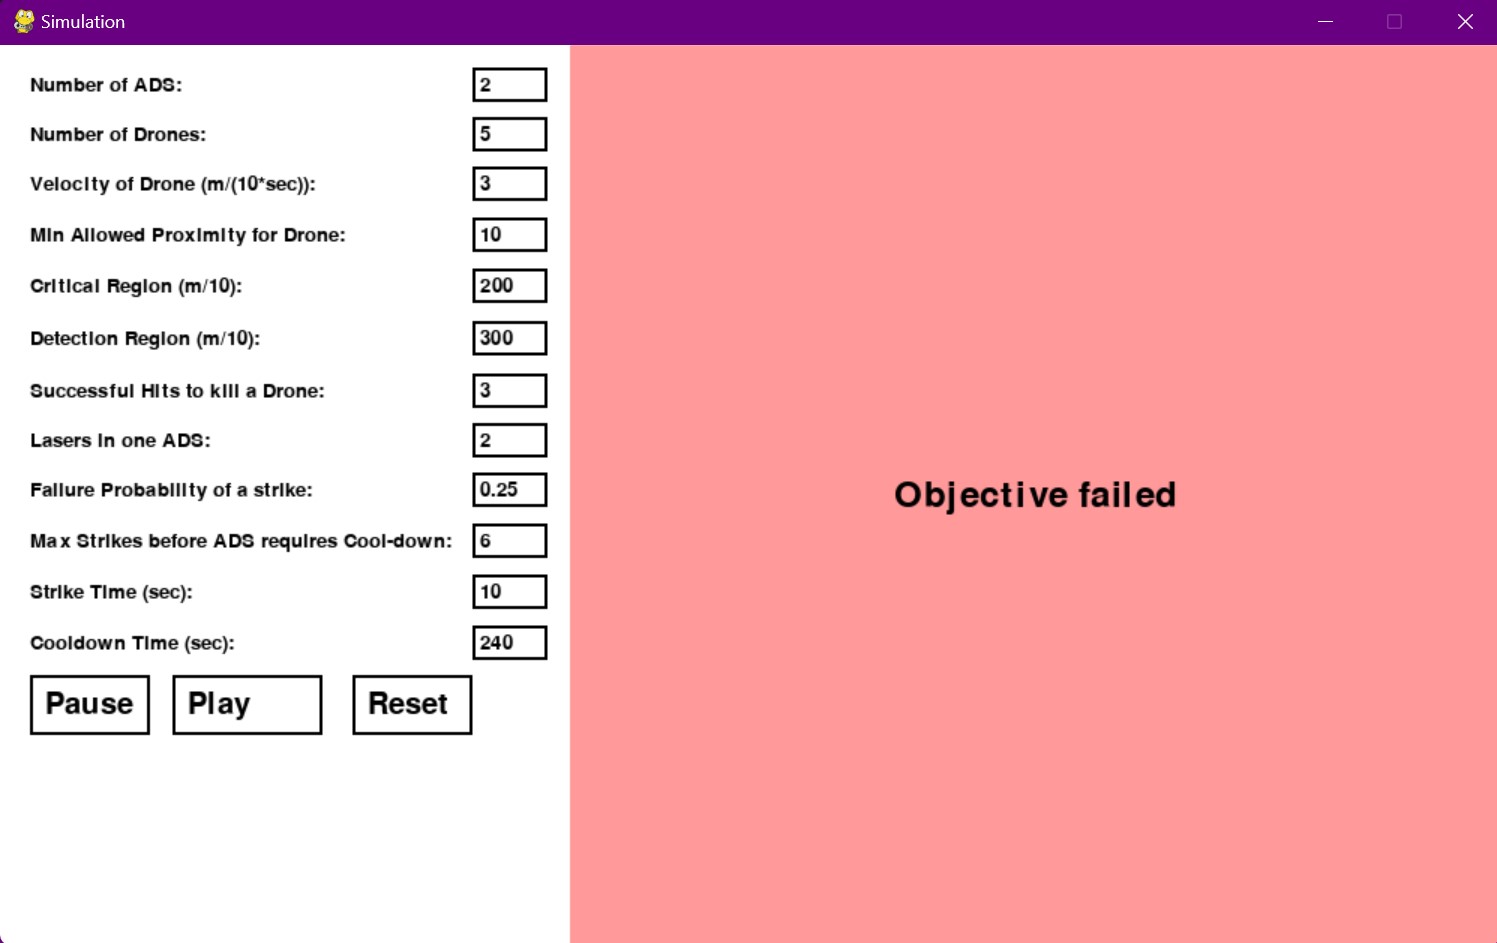 Simulation
Number of ADS: 2
Number of Drones: 5
Velocity of Drone (m/(10*sec)): 3
Min Allowed Proximity for Drone: 10
Critical Region (m/10): 200
Detection Region (m/10): 300
Successful Hits to kill a Drone: 3
Lasers in one ADS: 2
Failure Probability of a strike: 0.25
Max Strikes before ADS requires Cool-down: 6
Strike Time (sec): 10
Cooldown Time (sec): 240
Pause Play Reset
Objective failed